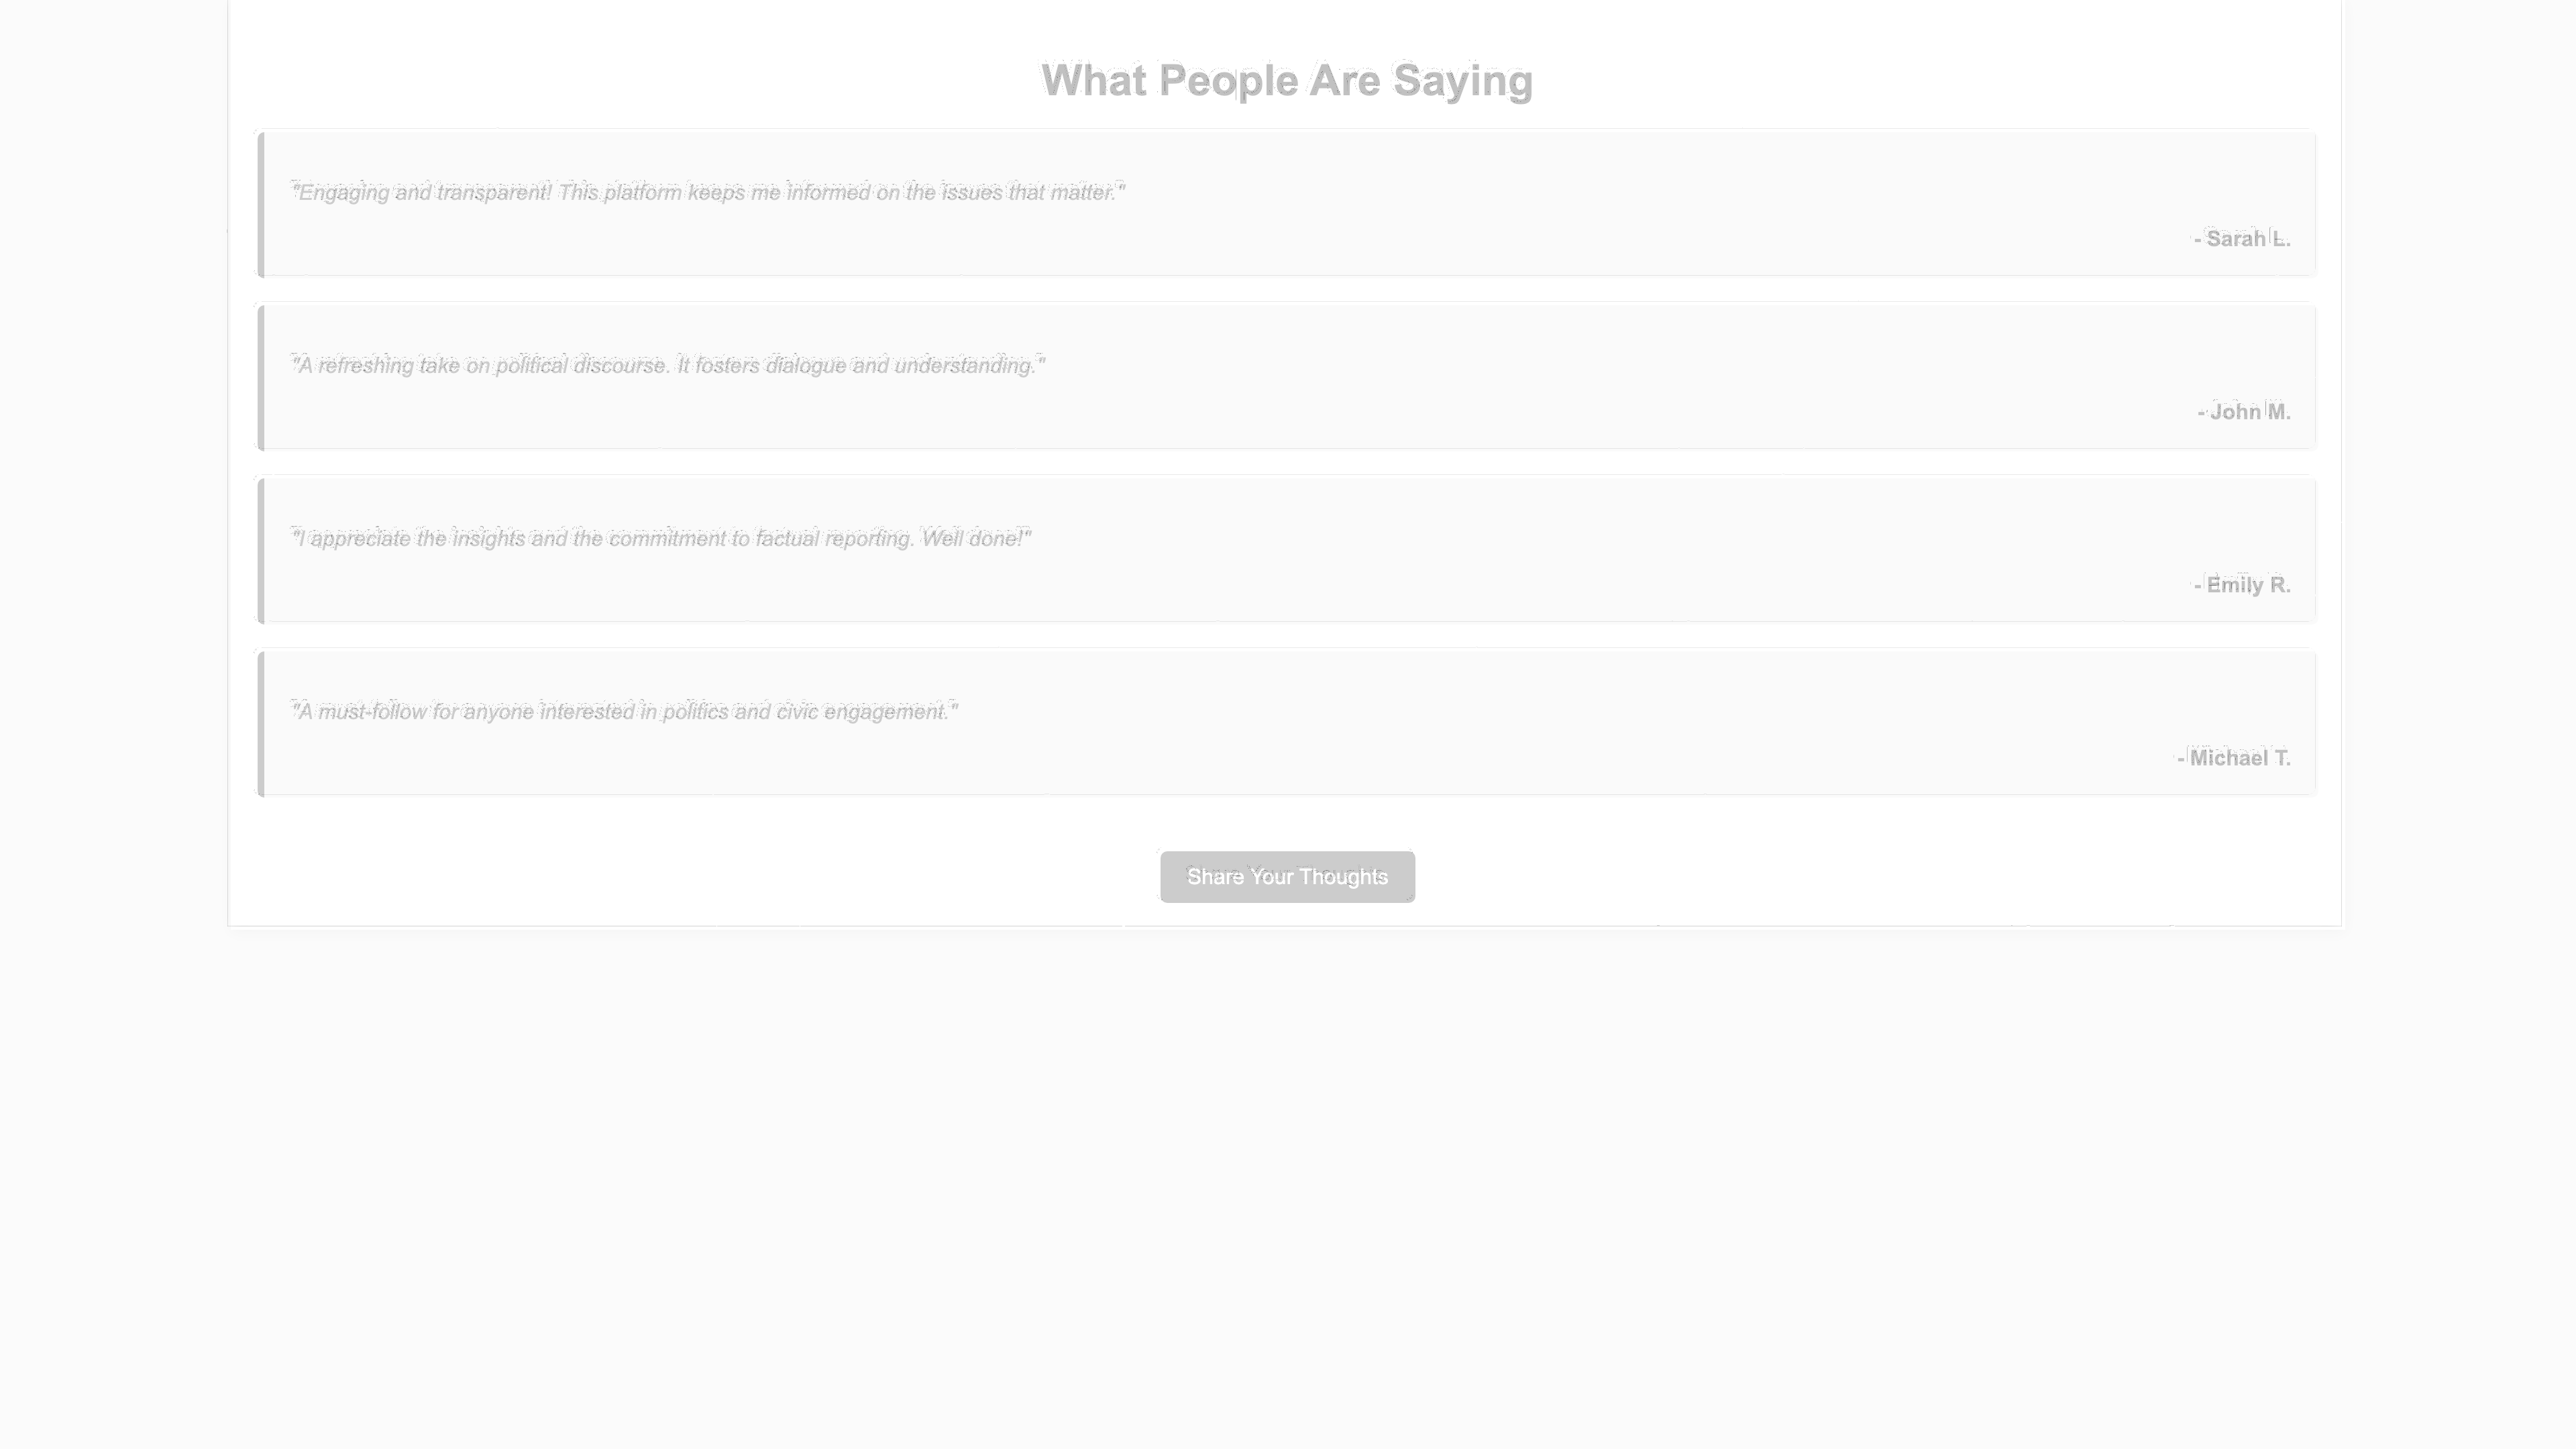 What People Are Saying
"Engaging and transparent! This platform keeps me informed on the issues that matter."
- Sarah L.
"A refreshing take on political discourse. It fosters dialogue and understanding."
- John M.
"I appreciate the insights and the commitment to factual reporting. Well done!"
- Emily R.
"A must-follow for anyone interested in politics and civic engagement."
- Michael T.
Share Your Thoughts